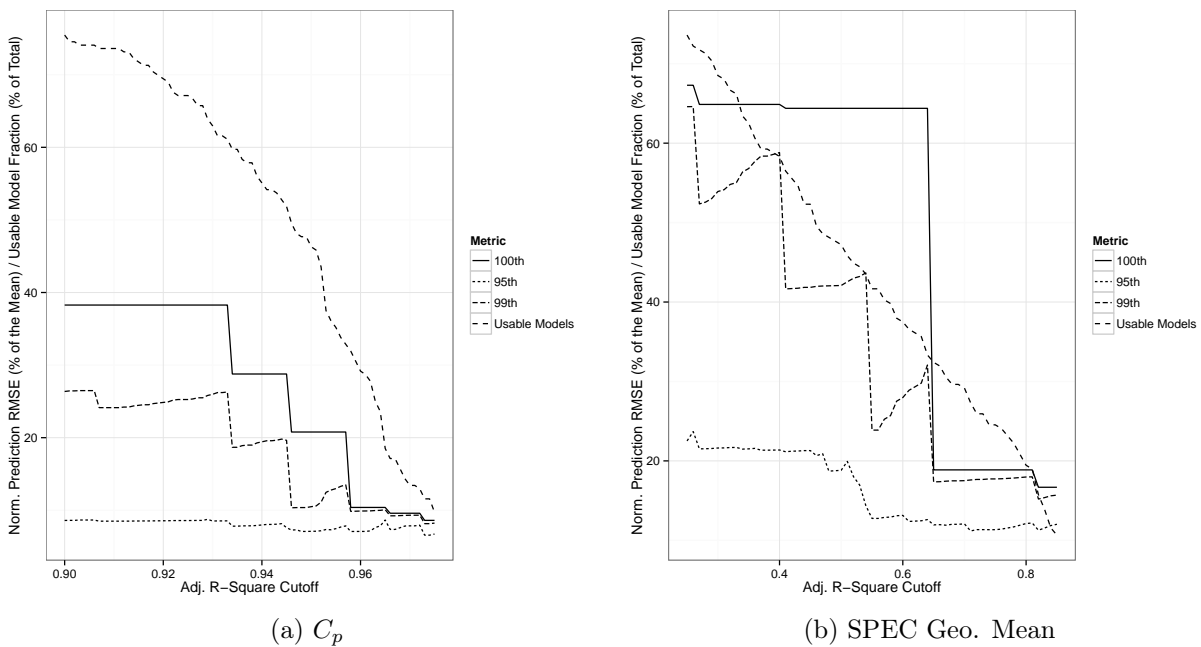 Norm. Prediction RMSE (% of the Mean) / Usable Model Fraction (% of Total)
60
40
20
0.90
0.92
0.94
0.96
Adj. R−Square Cutoff
Metric
100th
95th
99th
Usable Models
(a) Cp
Norm. Prediction RMSE (% of the Mean) / Usable Model Fraction (% of Total)
60
40
20
0.4
0.6
0.8
Adj. R−Square Cutoff
Metric
100th
95th
99th
Usable Models
(b) SPEC Geo. Mean